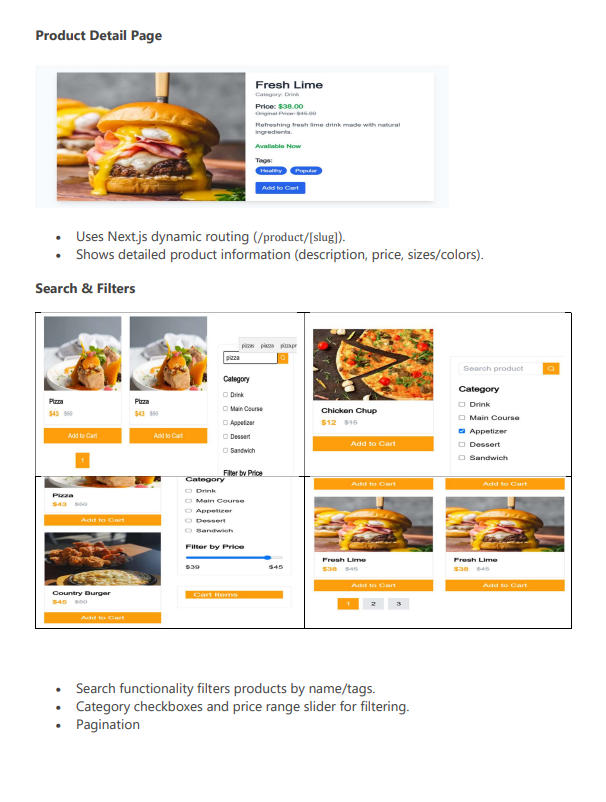 Product Detail Page
Fresh Lime
Category: Drink
Price: $38.00
Original Price: $45.00
Refreshing fresh lime drink made with natural
ingredients.
Available Now
Tags:
Healthy Popular
Add to Cart
• Uses Next.js dynamic routing (/product/[slug]).
• Shows detailed product information (description, price, sizes/colors).
Search & Filters
Pizza
$43 $50
Add to Cart
Pizza
$43 $50
Add to Cart
1
pizzas piazza pizza,pr
pizza
Category
Drink
Main Course
Appetizer
Dessert
Sandwich
Filter by Price
Chicken Chup
$12 $15
Add to Cart
Search product
Category
Drink
Main Course
Appetizer
Dessert
Sandwich
Pizza
$43 $50
Add to Cart
Country Burger
$45 $50
Add to Cart
Category
Drink
Main Course
Appetizer
Dessert
Sandwich
Filter by Price
$39 $45
Cart Items
Add to Cart
Add to Cart
Fresh Lime
$38 $45
Add to Cart
Fresh Lime
$38 $45
Add to Cart
1 2 3
• Search functionality filters products by name/tags.
• Category checkboxes and price range slider for filtering.
• Pagination